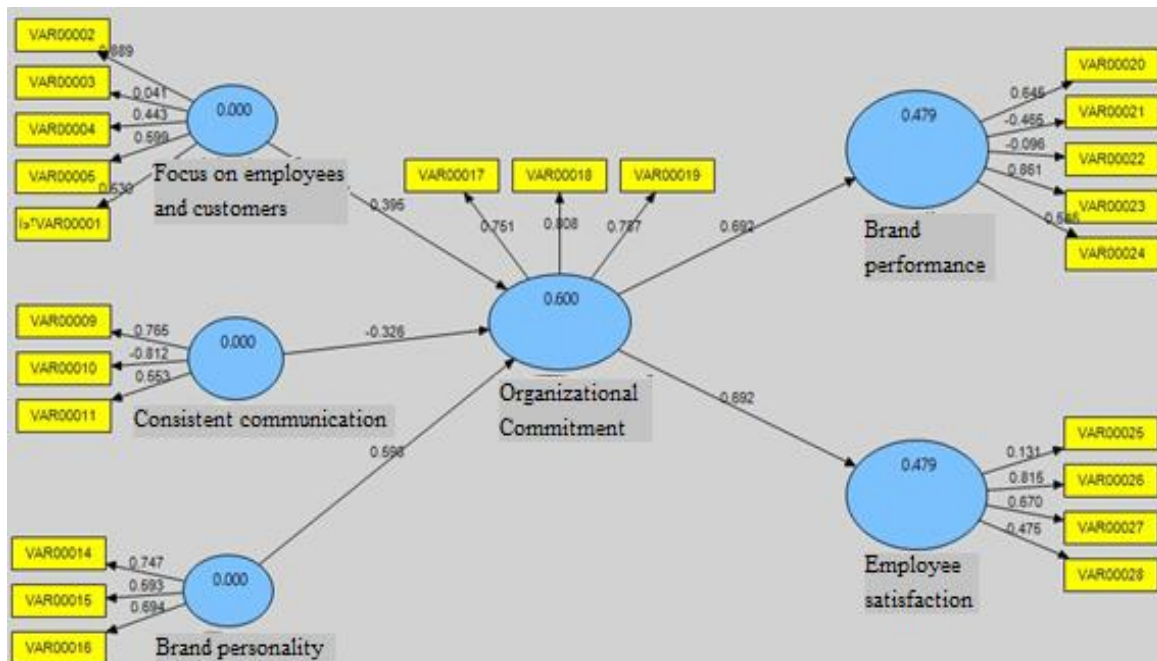 VAR00002
0.889
VAR00003
0.041
VAR00004
0.443
VAR00005
0.599
0.530
VAR00001
0.000
Focus on employees
and customers
0.395
VAR00009
0.765
VAR00010
-0.812
VAR00011
0.553
0.000
Consistent communication
-0.326
VAR00014
0.747
VAR00015
0.593
VAR00016
0.694
0.000
Brand personality
0.598
VAR00017
VAR00018
VAR00019
0.751
0.808
0.787
0.600
Organizational
Commitment
0.692
0.692
0.479
Brand
performance
VAR00020
0.645
VAR00021
-0.465
VAR00022
-0.096
VAR00023
0.861
VAR00024
0.479
Employee
satisfaction
VAR00025
0.131
VAR00026
0.815
VAR00027
0.670
VAR00028
0.475